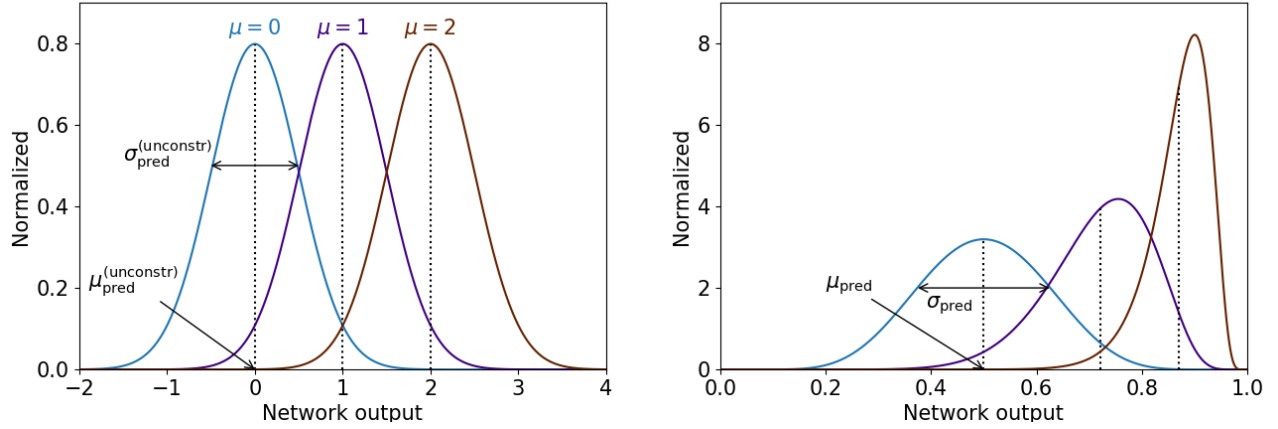 μ = 0
μ = 1
μ = 2
σ_pred^(unconstr)
μ_pred^(unconstr)
Normalized
0.8
0.6
0.4
0.2
0.0
−2
−1
0
1
2
3
4
Network output
μ_pred
σ_pred
Normalized
8
6
4
2
0
0.0
0.2
0.4
0.6
0.8
1.0
Network output